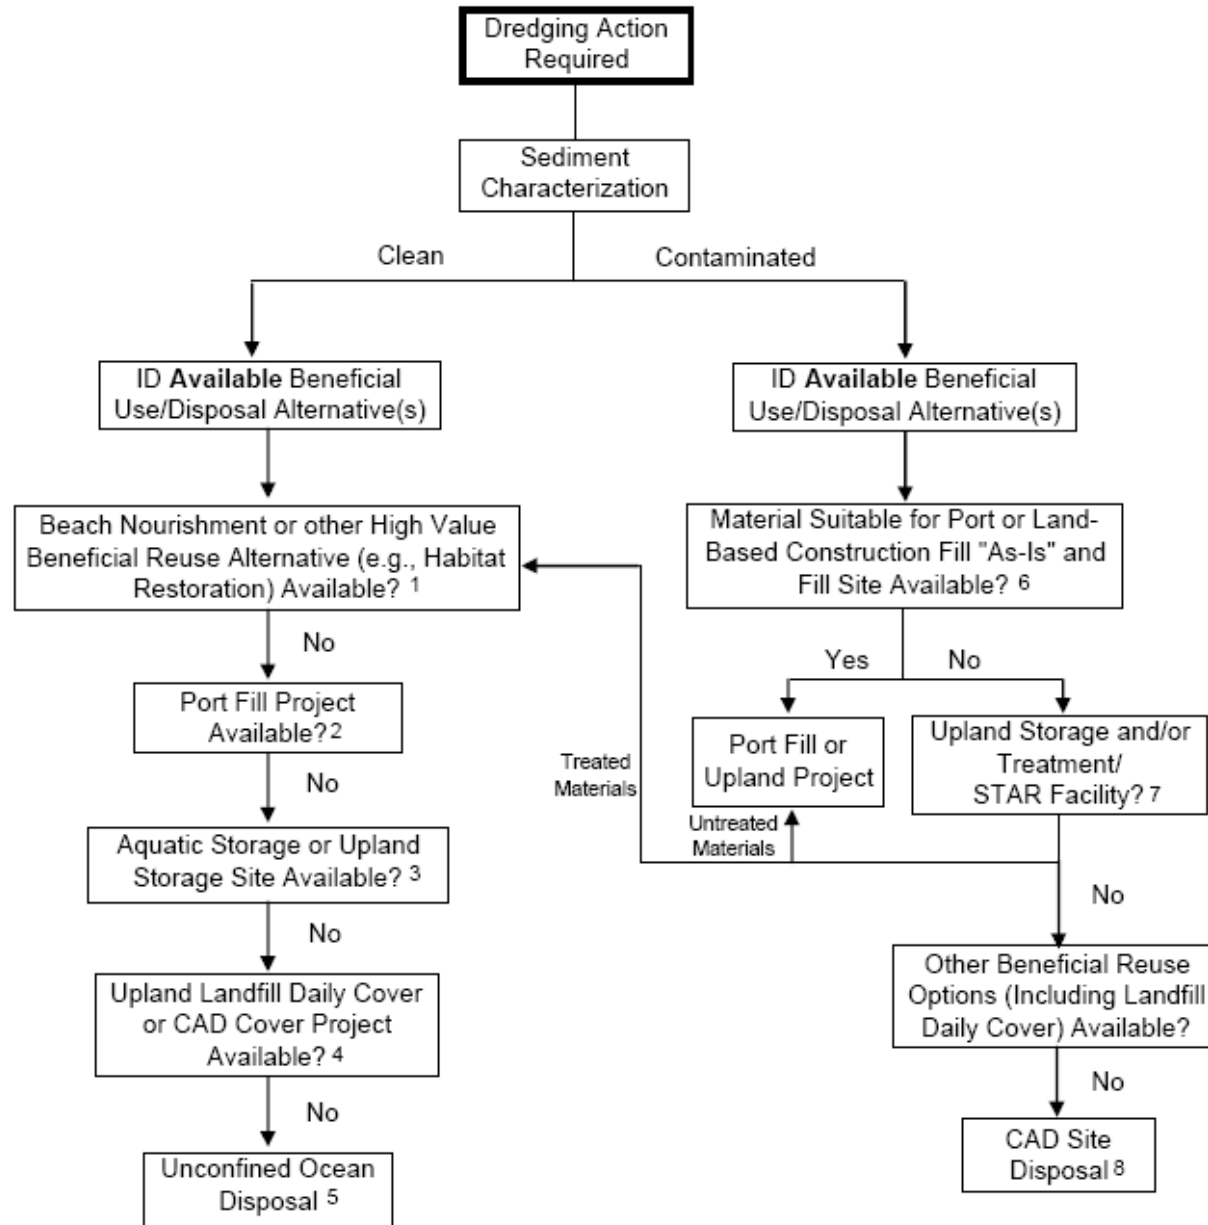 Dredging Action
Required
Sediment
Characterization
Clean
Contaminated
ID Available Beneficial
Use/Disposal Alternative(s)
ID Available Beneficial
Use/Disposal Alternative(s)
Beach Nourishment or other High Value
Beneficial Reuse Alternative (e.g., Habitat
Restoration) Available? 1
Material Suitable for Port or Land-
Based Construction Fill "As-Is" and
Fill Site Available? 6
No
Yes
No
Port Fill Project
Available? 2
Port Fill or
Upland Project
Upland Storage and/or
Treatment/
STAR Facility? 7
Treated
Materials
No
Untreated
Materials
Aquatic Storage or Upland
Storage Site Available? 3
No
No
Upland Landfill Daily Cover
or CAD Cover Project
Available? 4
Other Beneficial Reuse
Options (Including Landfill
Daily Cover) Available?
No
No
Unconfined Ocean
Disposal 5
CAD Site
Disposal 8